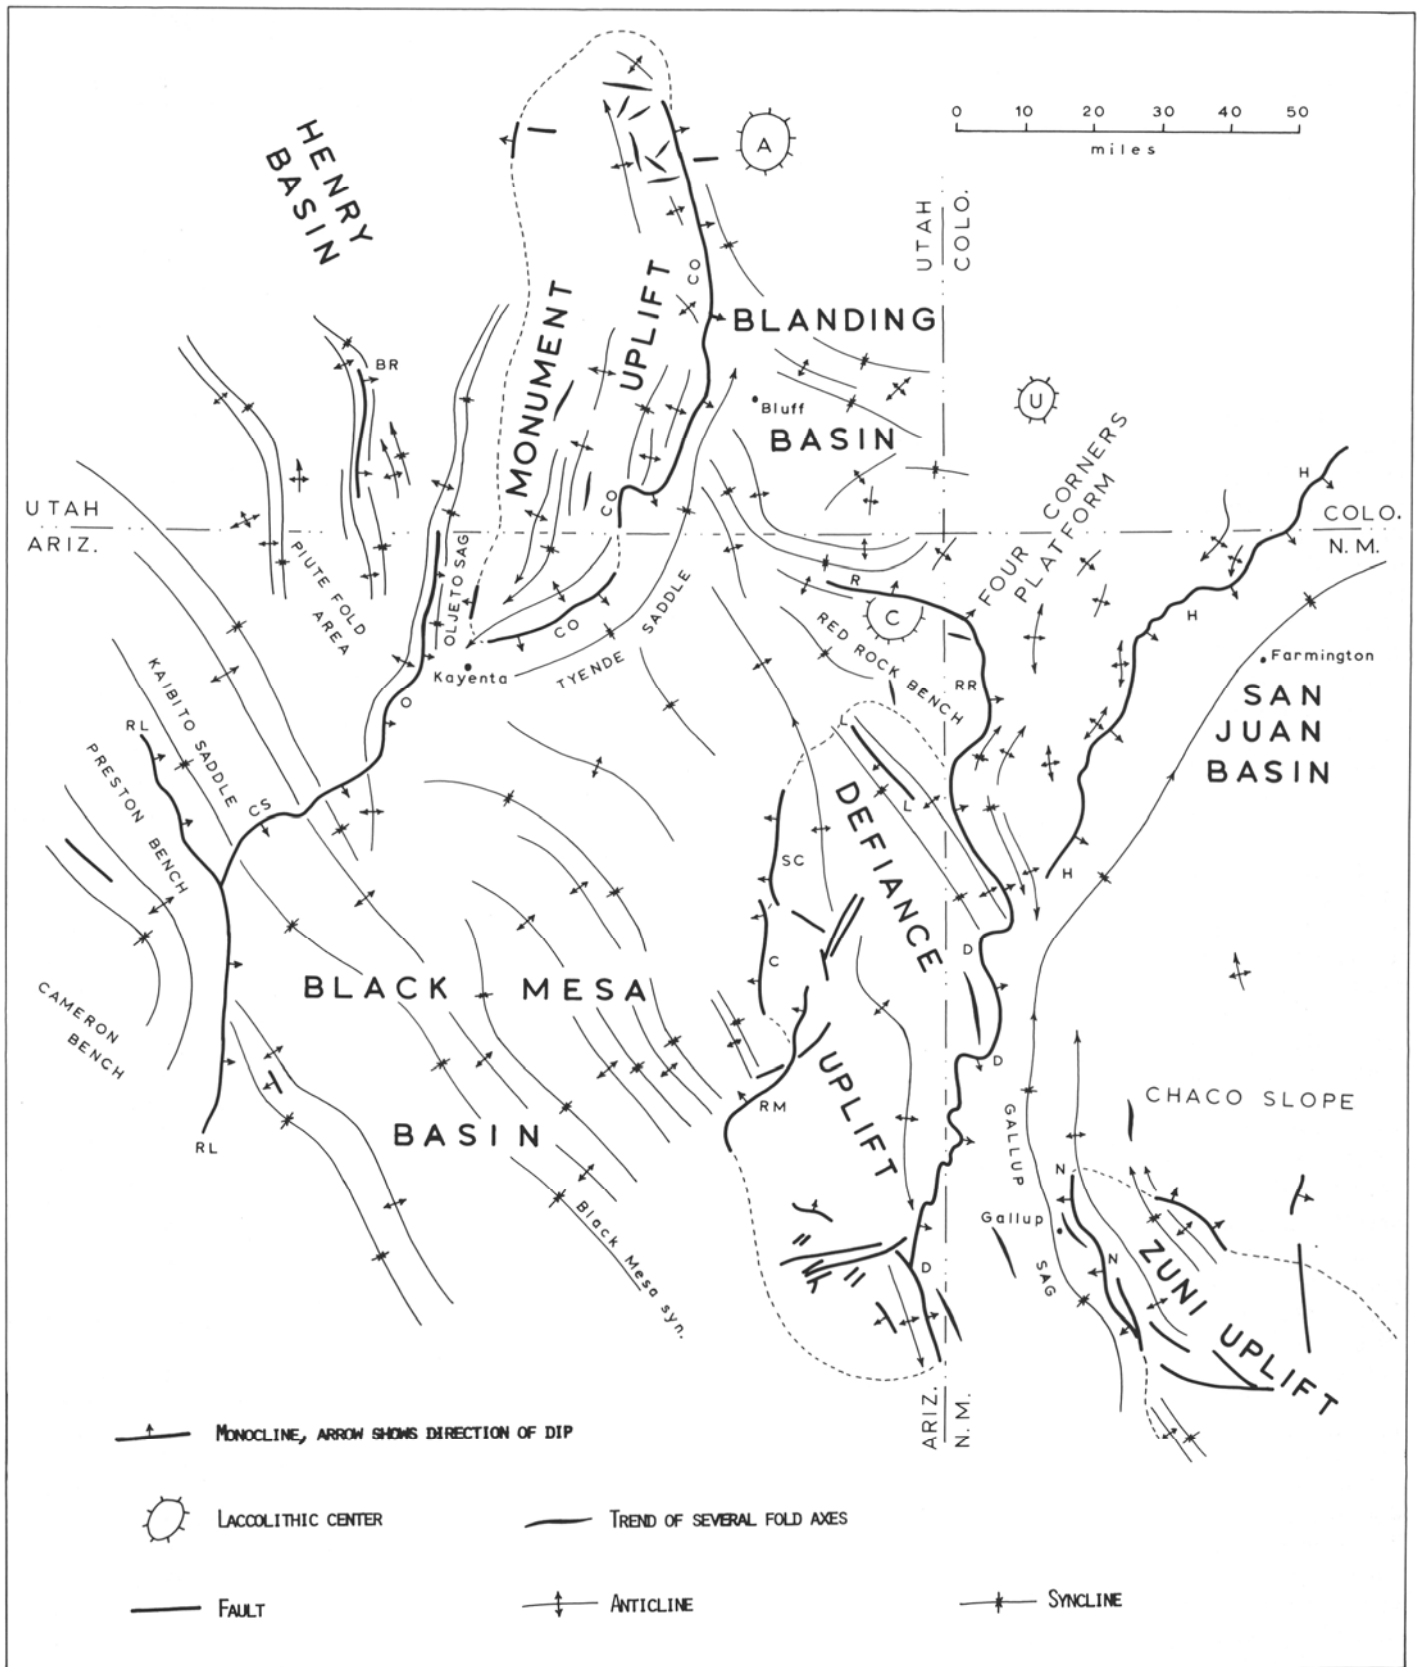 0 10 20 30 40 50
miles
A
HENRY
BASIN
UTAH
COLO.
MONUMENT
UPLIFT
CO
BLANDING
BASIN
Bluff
BR
U
FOUR CORNERS
PLATFORM
H
UTAH
ARIZ.
COLO.
N.M.
PIUTE FOLD
AREA
OLJETO SAG
CO
CO
Kayenta
TYENDE SADDLE
R
C
RED ROCK BENCH
RR
H
Farmington
SAN
JUAN
BASIN
KAIBITO SADDLE
PRESTON BENCH
RL
O
CS
L
L
DEFIANCE
UPLIFT
SC
C
H
D
D
BLACK MESA
BASIN
CAMERON
BENCH
RL
RM
GALLUP
SAG
CHACO SLOPE
N
Gallup
N
ZUNI UPLIFT
D
Black Mesa syn.
ARIZ.
N.M.
MONOCLINE, ARROW SHOWS DIRECTION OF DIP
LACCOLITHIC CENTER
TREND OF SEVERAL FOLD AXES
FAULT
ANTICLINE
SYNCLINE